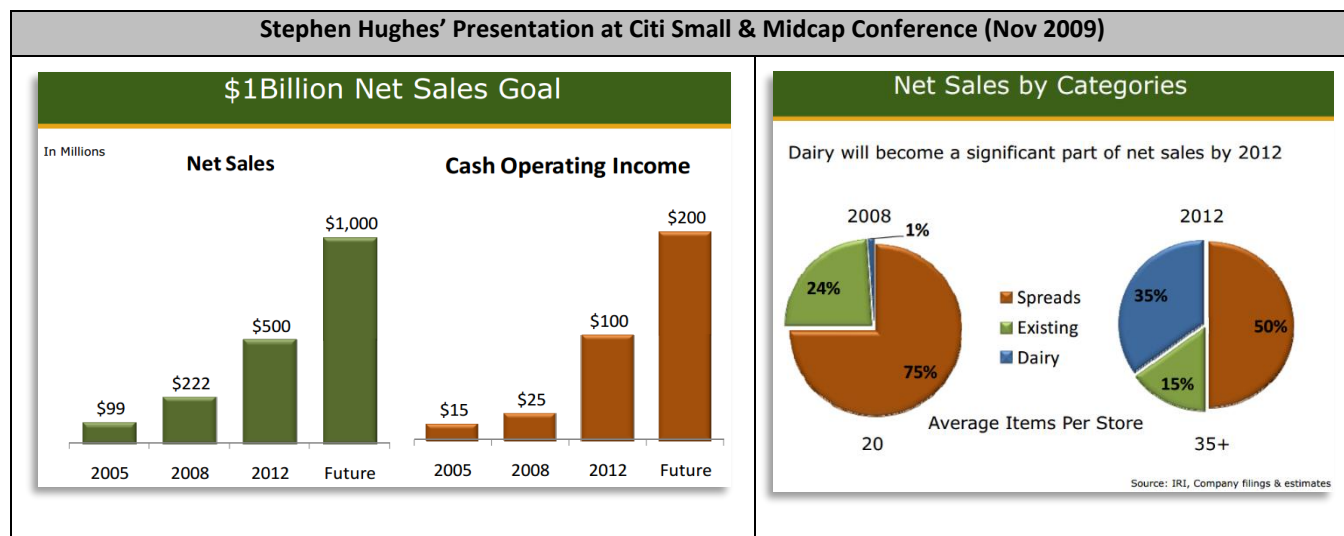 Stephen Hughes’ Presentation at Citi Small & Midcap Conference (Nov 2009)
$1Billion Net Sales Goal
In Millions
Net Sales
$99
$222
$500
$1,000
2005
2008
2012
Future
Cash Operating Income
$15
$25
$100
$200
2005
2008
2012
Future
Net Sales by Categories
Dairy will become a significant part of net sales by 2012
2008
1%
24%
75%
20
Spreads
Existing
Dairy
2012
35%
50%
15%
35+
Average Items Per Store
Source: IRI, Company filings & estimates